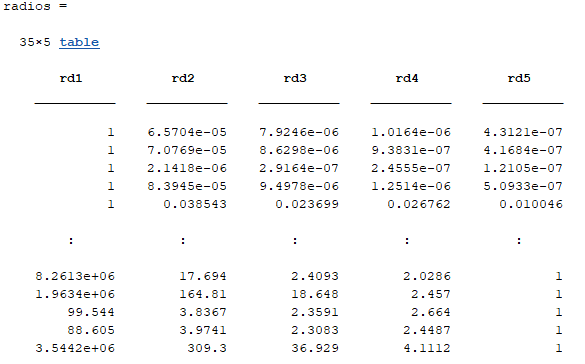 radios =
35×5 table
rd1 rd2 rd3 rd4 rd5
1 6.5704e-05 7.9246e-06 1.0164e-06 4.3121e-07
1 7.0769e-05 8.6298e-06 9.3831e-07 4.1684e-07
1 2.1418e-06 2.9164e-07 2.4555e-07 1.2105e-07
1 8.3945e-05 9.4978e-06 1.2514e-06 5.0933e-07
1 0.038543 0.023699 0.026762 0.010046
: : : : :
8.2613e+06 17.694 2.4093 2.0286 1
1.9634e+06 164.81 18.648 2.457 1
99.544 3.8367 2.3591 2.664 1
88.605 3.9741 2.3083 2.4487 1
3.5442e+06 309.3 36.929 4.1112 1